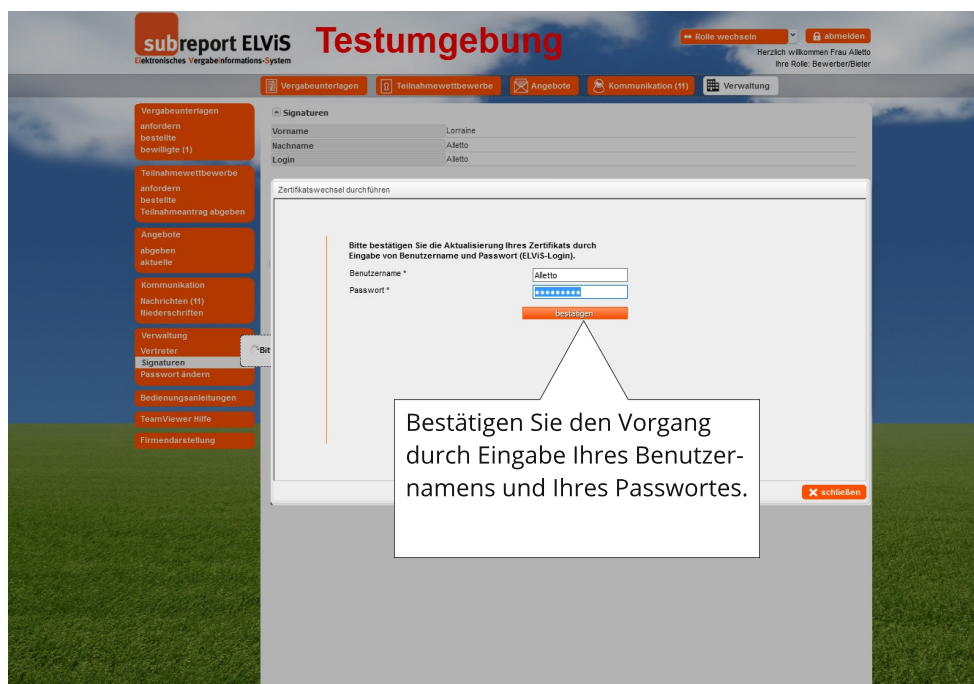 subreport ELViS
Elektronisches Vergabeinformations-System
Testumgebung
Rolle wechseln
abmelden
Herzlich willkommen Frau Alletto
Ihre Rolle: Bewerber/Bieter
Vergabeunterlagen
Teilnahmewettbewerbe
Angebote
Kommunikation (11)
Verwaltung
Vergabeunterlagen
anfordern
bestellte
bewilligte (1)
Teilnahmewettbewerbe
anfordern
bestellte
Teilnahmeantrag abgeben
Angebote
abgeben
aktuelle
Kommunikation
Nachrichten (11)
Niederschriften
Verwaltung
Vertreter
Signaturen
Passwort ändern
Bedienungsanleitungen
TeamViewer Hilfe
Firmendarstellung
Signaturen
Vorname Lorraine
Nachname Alletto
Login Alletto
Bit
Zertifikatswechsel durchführen
Bitte bestätigen Sie die Aktualisierung Ihres Zertifikats durch
Eingabe von Benutzername und Passwort (ELViS-Login).
Benutzername * Alletto
Passwort * •••••••••
bestätigen
Bestätigen Sie den Vorgang
durch Eingabe Ihres Benutzer-
namens und Ihres Passwortes.
schließen